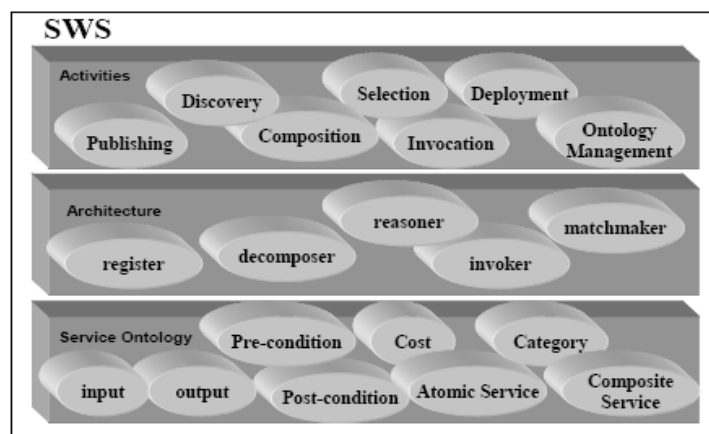 SWS
Activities
Discovery
Selection
Deployment
Publishing
Composition
Invocation
Ontology
Management
Architecture
register
decomposer
reasoner
invoker
matchmaker
Service Ontology
Pre-condition
Cost
Category
input
output
Post-condition
Atomic Service
Composite
Service